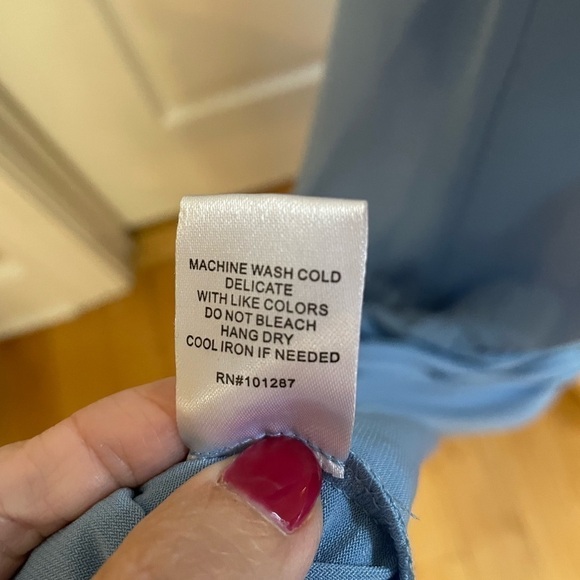 MACHINE WASH COLD
DELICATE
WITH LIKE COLORS
DO NOT BLEACH
HANG DRY
COOL IRON IF NEEDED
RN#101287